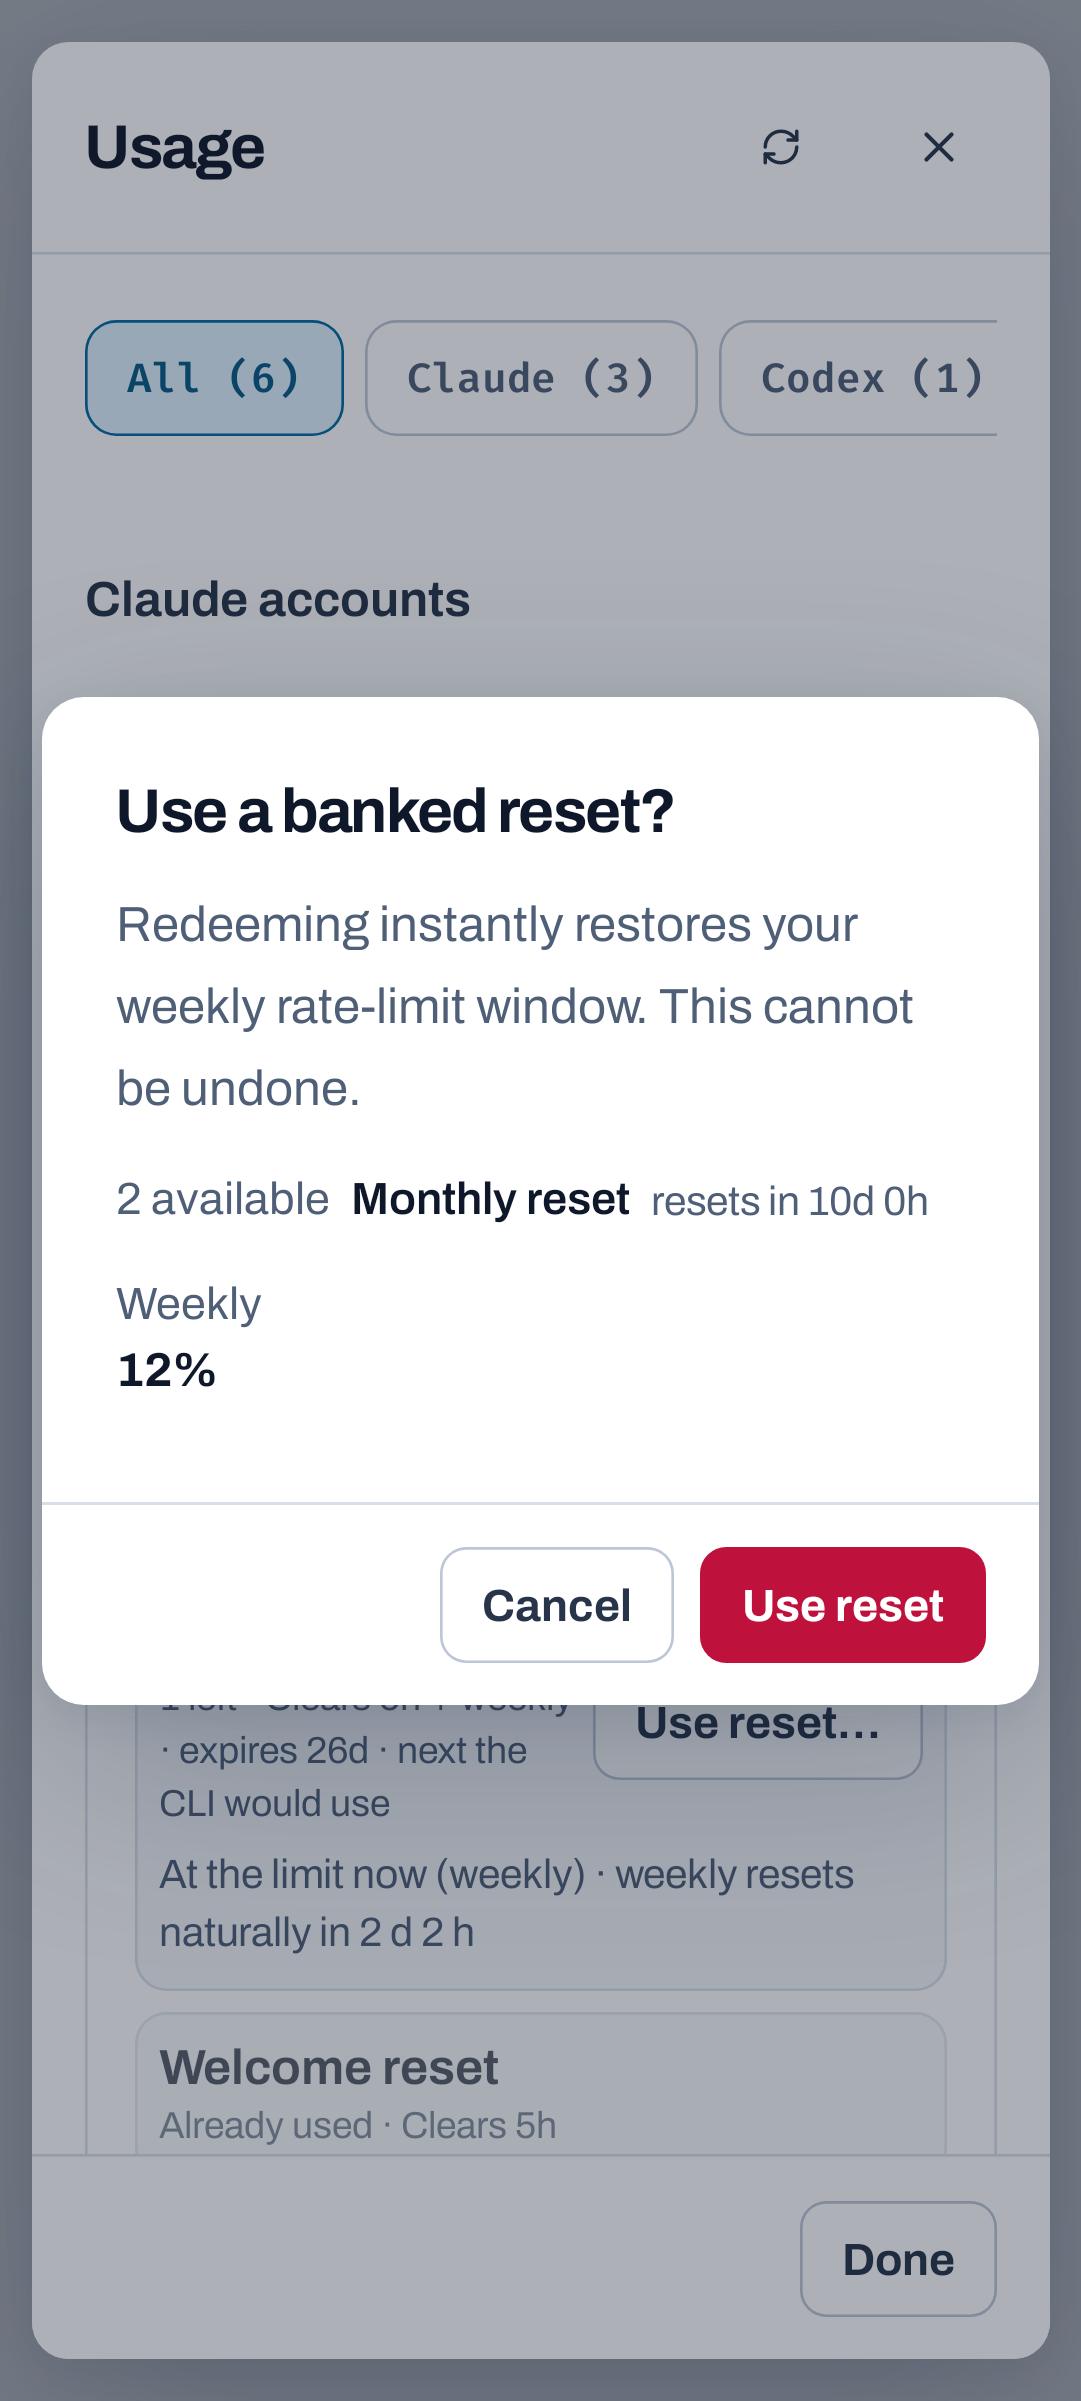 Usage
All (6)
Claude (3)
Codex (1)
Claude accounts
Use a banked reset?
Redeeming instantly restores your
weekly rate-limit window. This cannot
be undone.
2 available Monthly reset resets in 10d 0h
Weekly
12%
Cancel
Use reset
Use reset...
· expires 26d · next the
CLI would use
At the limit now (weekly) · weekly resets
naturally in 2 d 2 h
Welcome reset
Already used · Clears 5h
Done